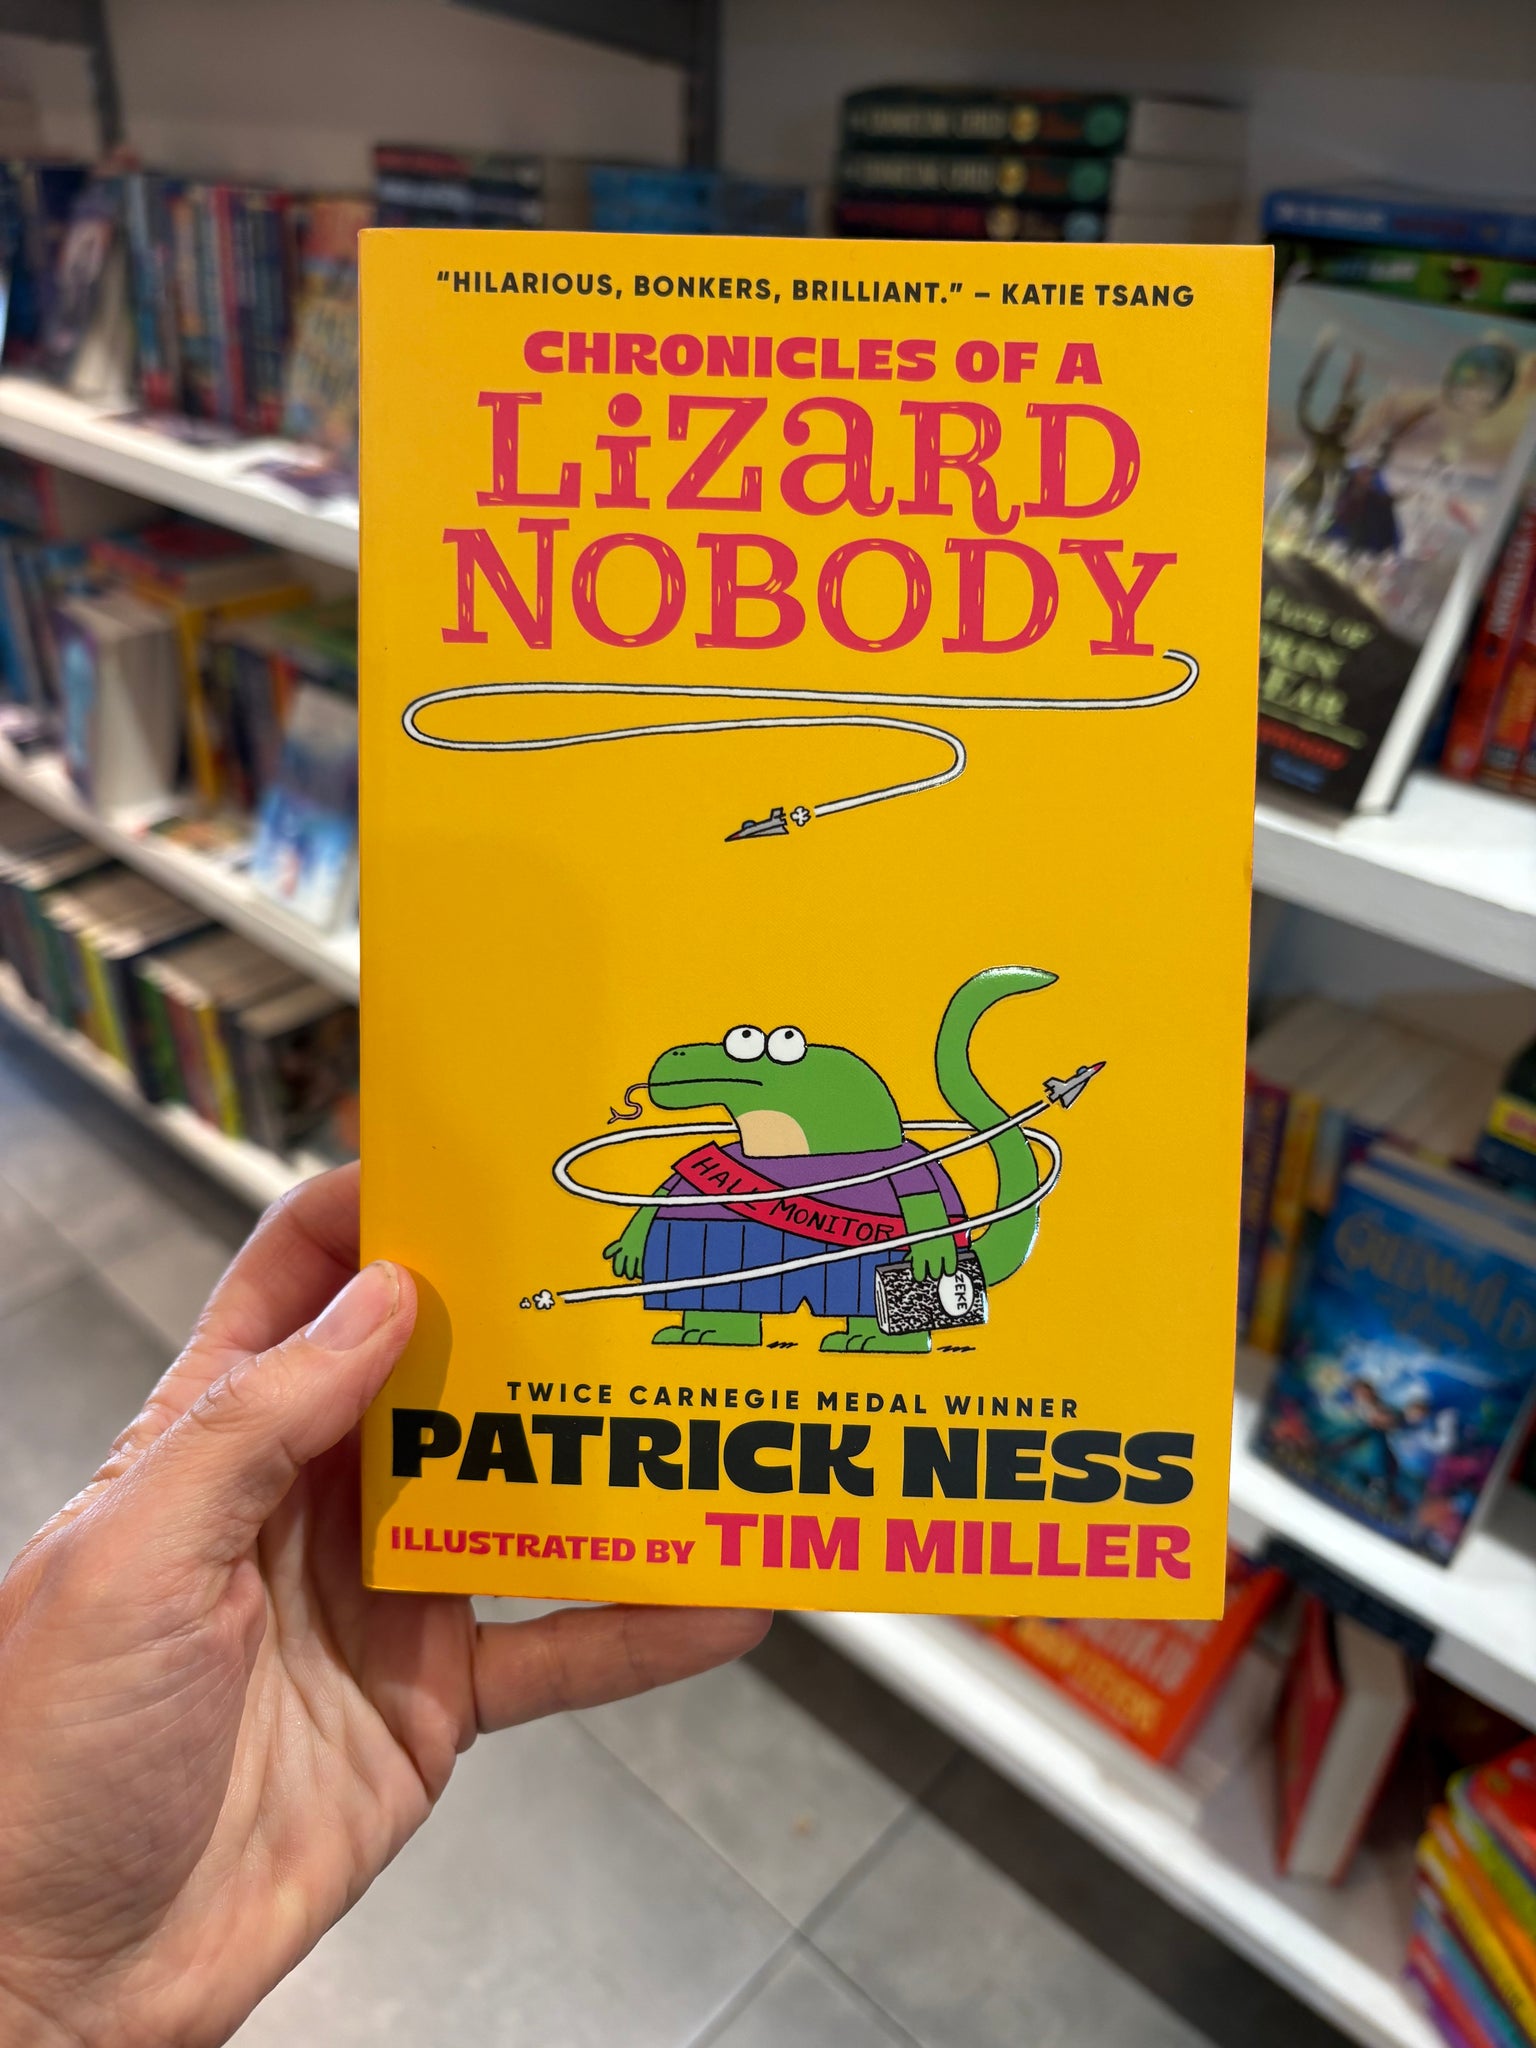 “HILARIOUS, BONKERS, BRILLIANT.” – KATIE TSANG
CHRONICLES OF A
LiZaRD
NOBODY
HALL MONITOR
ZEKE
TWICE CARNEGIE MEDAL WINNER
PATRICK NESS
ILLUSTRATED BY TIM MILLER